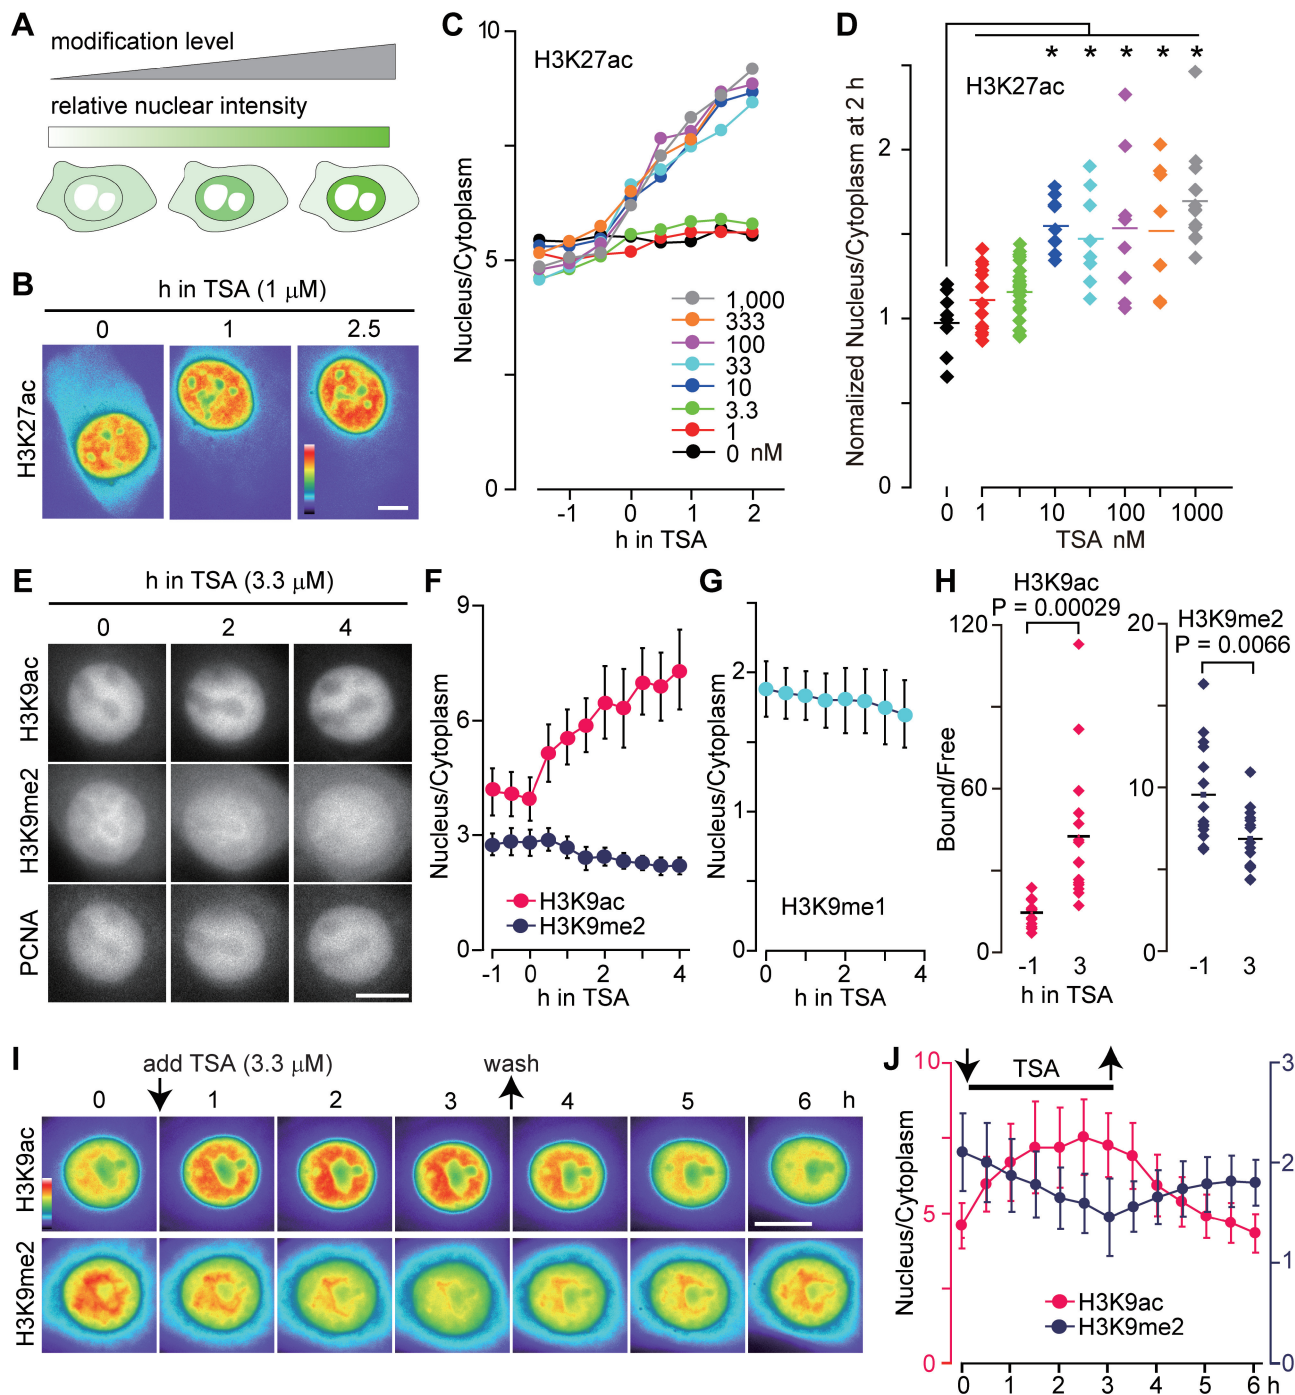 A
modification level
relative nuclear intensity
B
h in TSA (1 μM)
0 1 2.5
H3K27ac
C
H3K27ac
10
5
0
Nucleus/Cytoplasm
1,000
333
100
33
10
3.3
1
0 nM
-1 0 1 2
h in TSA
D
* * * * *
H3K27ac
2
1
0
Nomalized Nucleus/Cytoplasm at 2 h
0 1 10 100 1000
TSA nM
E
h in TSA (3.3 μM)
0 2 4
H3K9ac
H3K9me2
PCNA
F
9
6
3
0
Nucleus/Cytoplasm
H3K9ac
H3K9me2
-1 0 2 4
h in TSA
G
2
1
0
Nucleus/Cytoplasm
H3K9me1
0 2 4
h in TSA
H
H3K9ac
P = 0.00029
120
60
0
Bound/Free
-1 3
h in TSA
H3K9me2
P = 0.0066
20
10
0
-1 3
I
add TSA (3.3 μM) wash
0 1 2 3 4 5 6 h
H3K9ac
H3K9me2
J
TSA
10
5
0
Nucleus/Cytoplasm
3
2
1
0
H3K9ac
H3K9me2
0 1 2 3 4 5 6 h